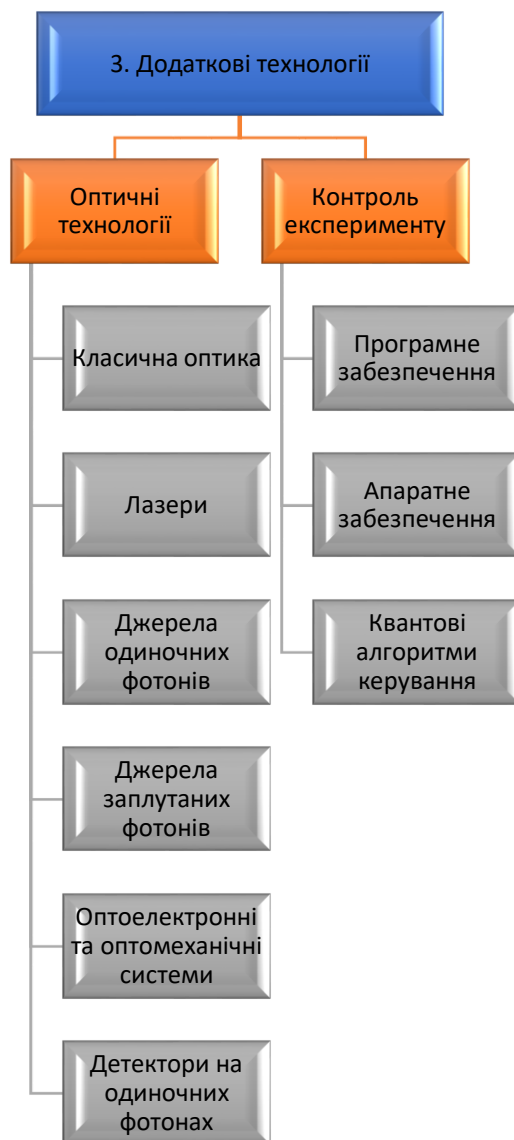 3. Додаткові технології
Оптичні
технології
Контроль
експерименту
Класична оптика
Лазери
Джерела
одиночних
фотонів
Джерела
заплутаних
фотонів
Оптоелектронні
та оптомеханічні
системи
Детектори на
одиночних
фотонах
Програмне
забезпечення
Апаратне
забезпечення
Квантові
алгоритми
керування